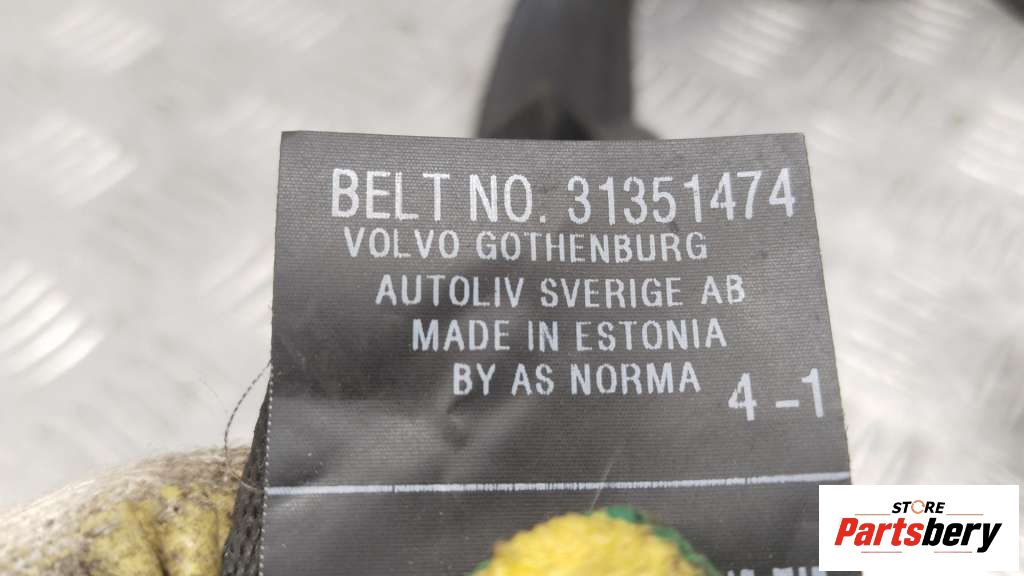 BELT NO. 31351474
VOLVO GOTHENBURG
AUTOLIV SVERIGE AB
MADE IN ESTONIA
BY AS NORMA
4 -1
STORE
Partsbery